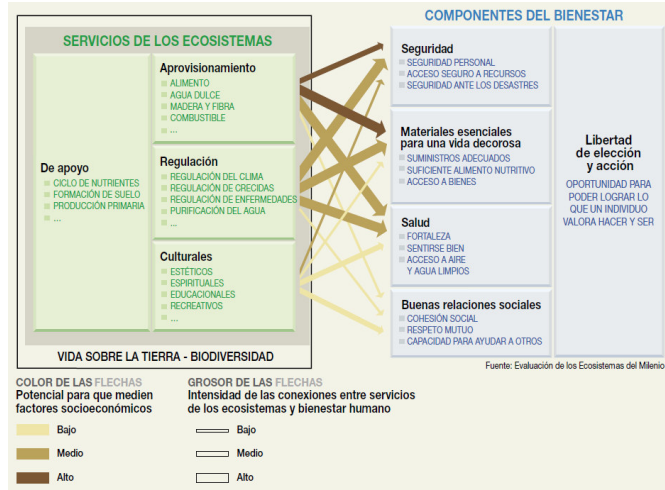 SERVICIOS DE LOS ECOSISTEMAS
De apoyo
CICLO DE NUTRIENTES
FORMACIÓN DE SUELO
PRODUCCIÓN PRIMARIA
...
Aprovisionamiento
ALIMENTO
AGUA DULCE
MADERA Y FIBRA
COMBUSTIBLE
...
Regulación
REGULACIÓN DEL CLIMA
REGULACIÓN DE CRECIDAS
REGULACIÓN DE ENFERMEDADES
PURIFICACIÓN DEL AGUA
...
Culturales
ESTÉTICOS
ESPIRITUALES
EDUCACIONALES
RECREATIVOS
...
VIDA SOBRE LA TIERRA - BIODIVERSIDAD
COMPONENTES DEL BIENESTAR
Seguridad
SEGURIDAD PERSONAL
ACCESO SEGURO A RECURSOS
SEGURIDAD ANTE LOS DESASTRES
Materiales esenciales
para una vida decorosa
SUMINISTROS ADECUADOS
SUFICIENTE ALIMENTO NUTRITIVO
ACCESO A BIENES
Salud
FORTALEZA
SENTIRSE BIEN
ACCESO A AIRE
Y AGUA LIMPIOS
Buenas relaciones sociales
COHESIÓN SOCIAL
RESPETO MUTUO
CAPACIDAD PARA AYUDAR A OTROS
Libertad
de elección
y acción
OPORTUNIDAD PARA
PODER LOGRAR LO
QUE UN INDIVIDUO
VALORA HACER Y SER
Fuente: Evaluación de los Ecosistemas del Milenio
COLOR DE LAS FLECHAS
Potencial para que medien
factores socioeconómicos
Bajo
Medio
Alto
GROSOR DE LAS FLECHAS
Intensidad de las conexiones entre servicios
de los ecosistemas y bienestar humano
Bajo
Medio
Alto